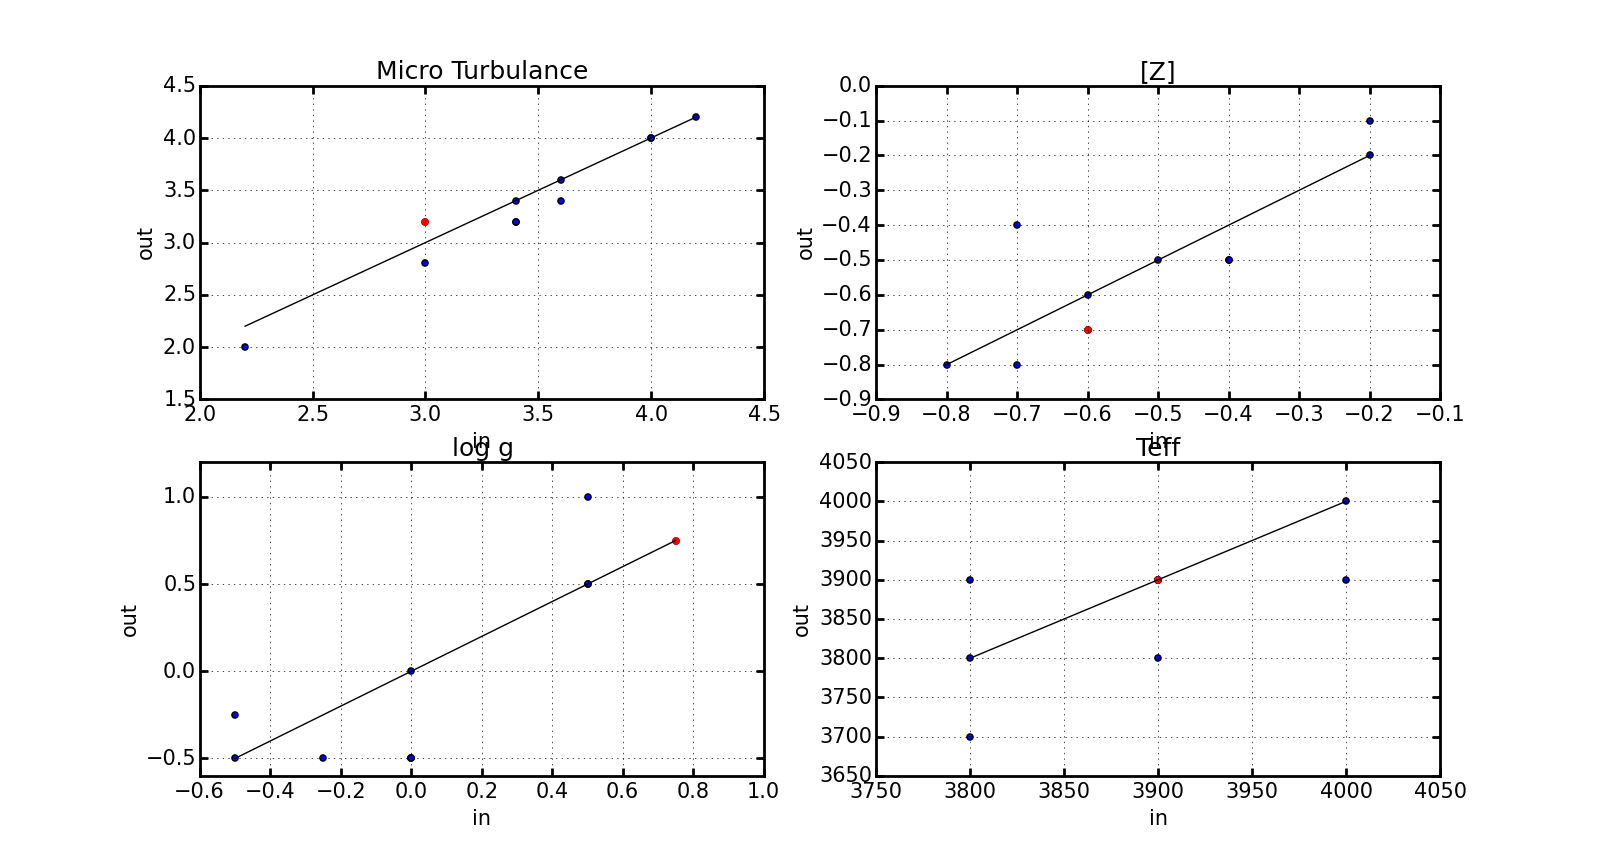 Micro Turbulance
4.5
4.0
3.5
3.0
2.5
2.0
1.5
out
2.0 2.5 3.0 3.5 4.0 4.5
in
[Z]
0.0
−0.1
−0.2
−0.3
−0.4
−0.5
−0.6
−0.7
−0.8
−0.9
out
−0.9 −0.8 −0.7 −0.6 −0.5 −0.4 −0.3 −0.2 −0.1
in
log g
1.0
0.5
0.0
−0.5
out
−0.6 −0.4 −0.2 0.0 0.2 0.4 0.6 0.8 1.0
in
Teff
4050
4000
3950
3900
3850
3800
3750
3700
3650
out
3750 3800 3850 3900 3950 4000 4050
in